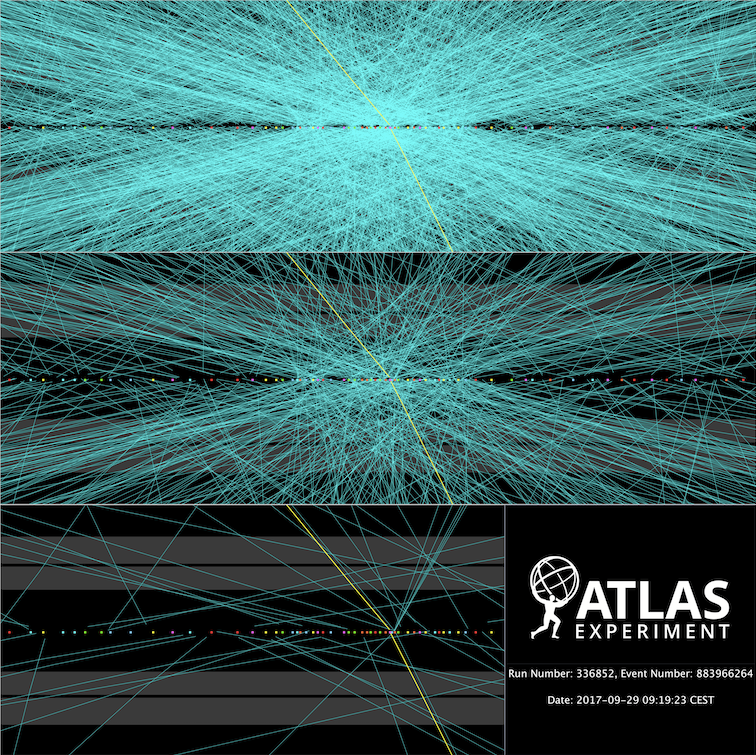 ATLAS
EXPERIMENT
Run Number: 336852, Event Number: 883966264
Date: 2017-09-29 09:19:23 CEST